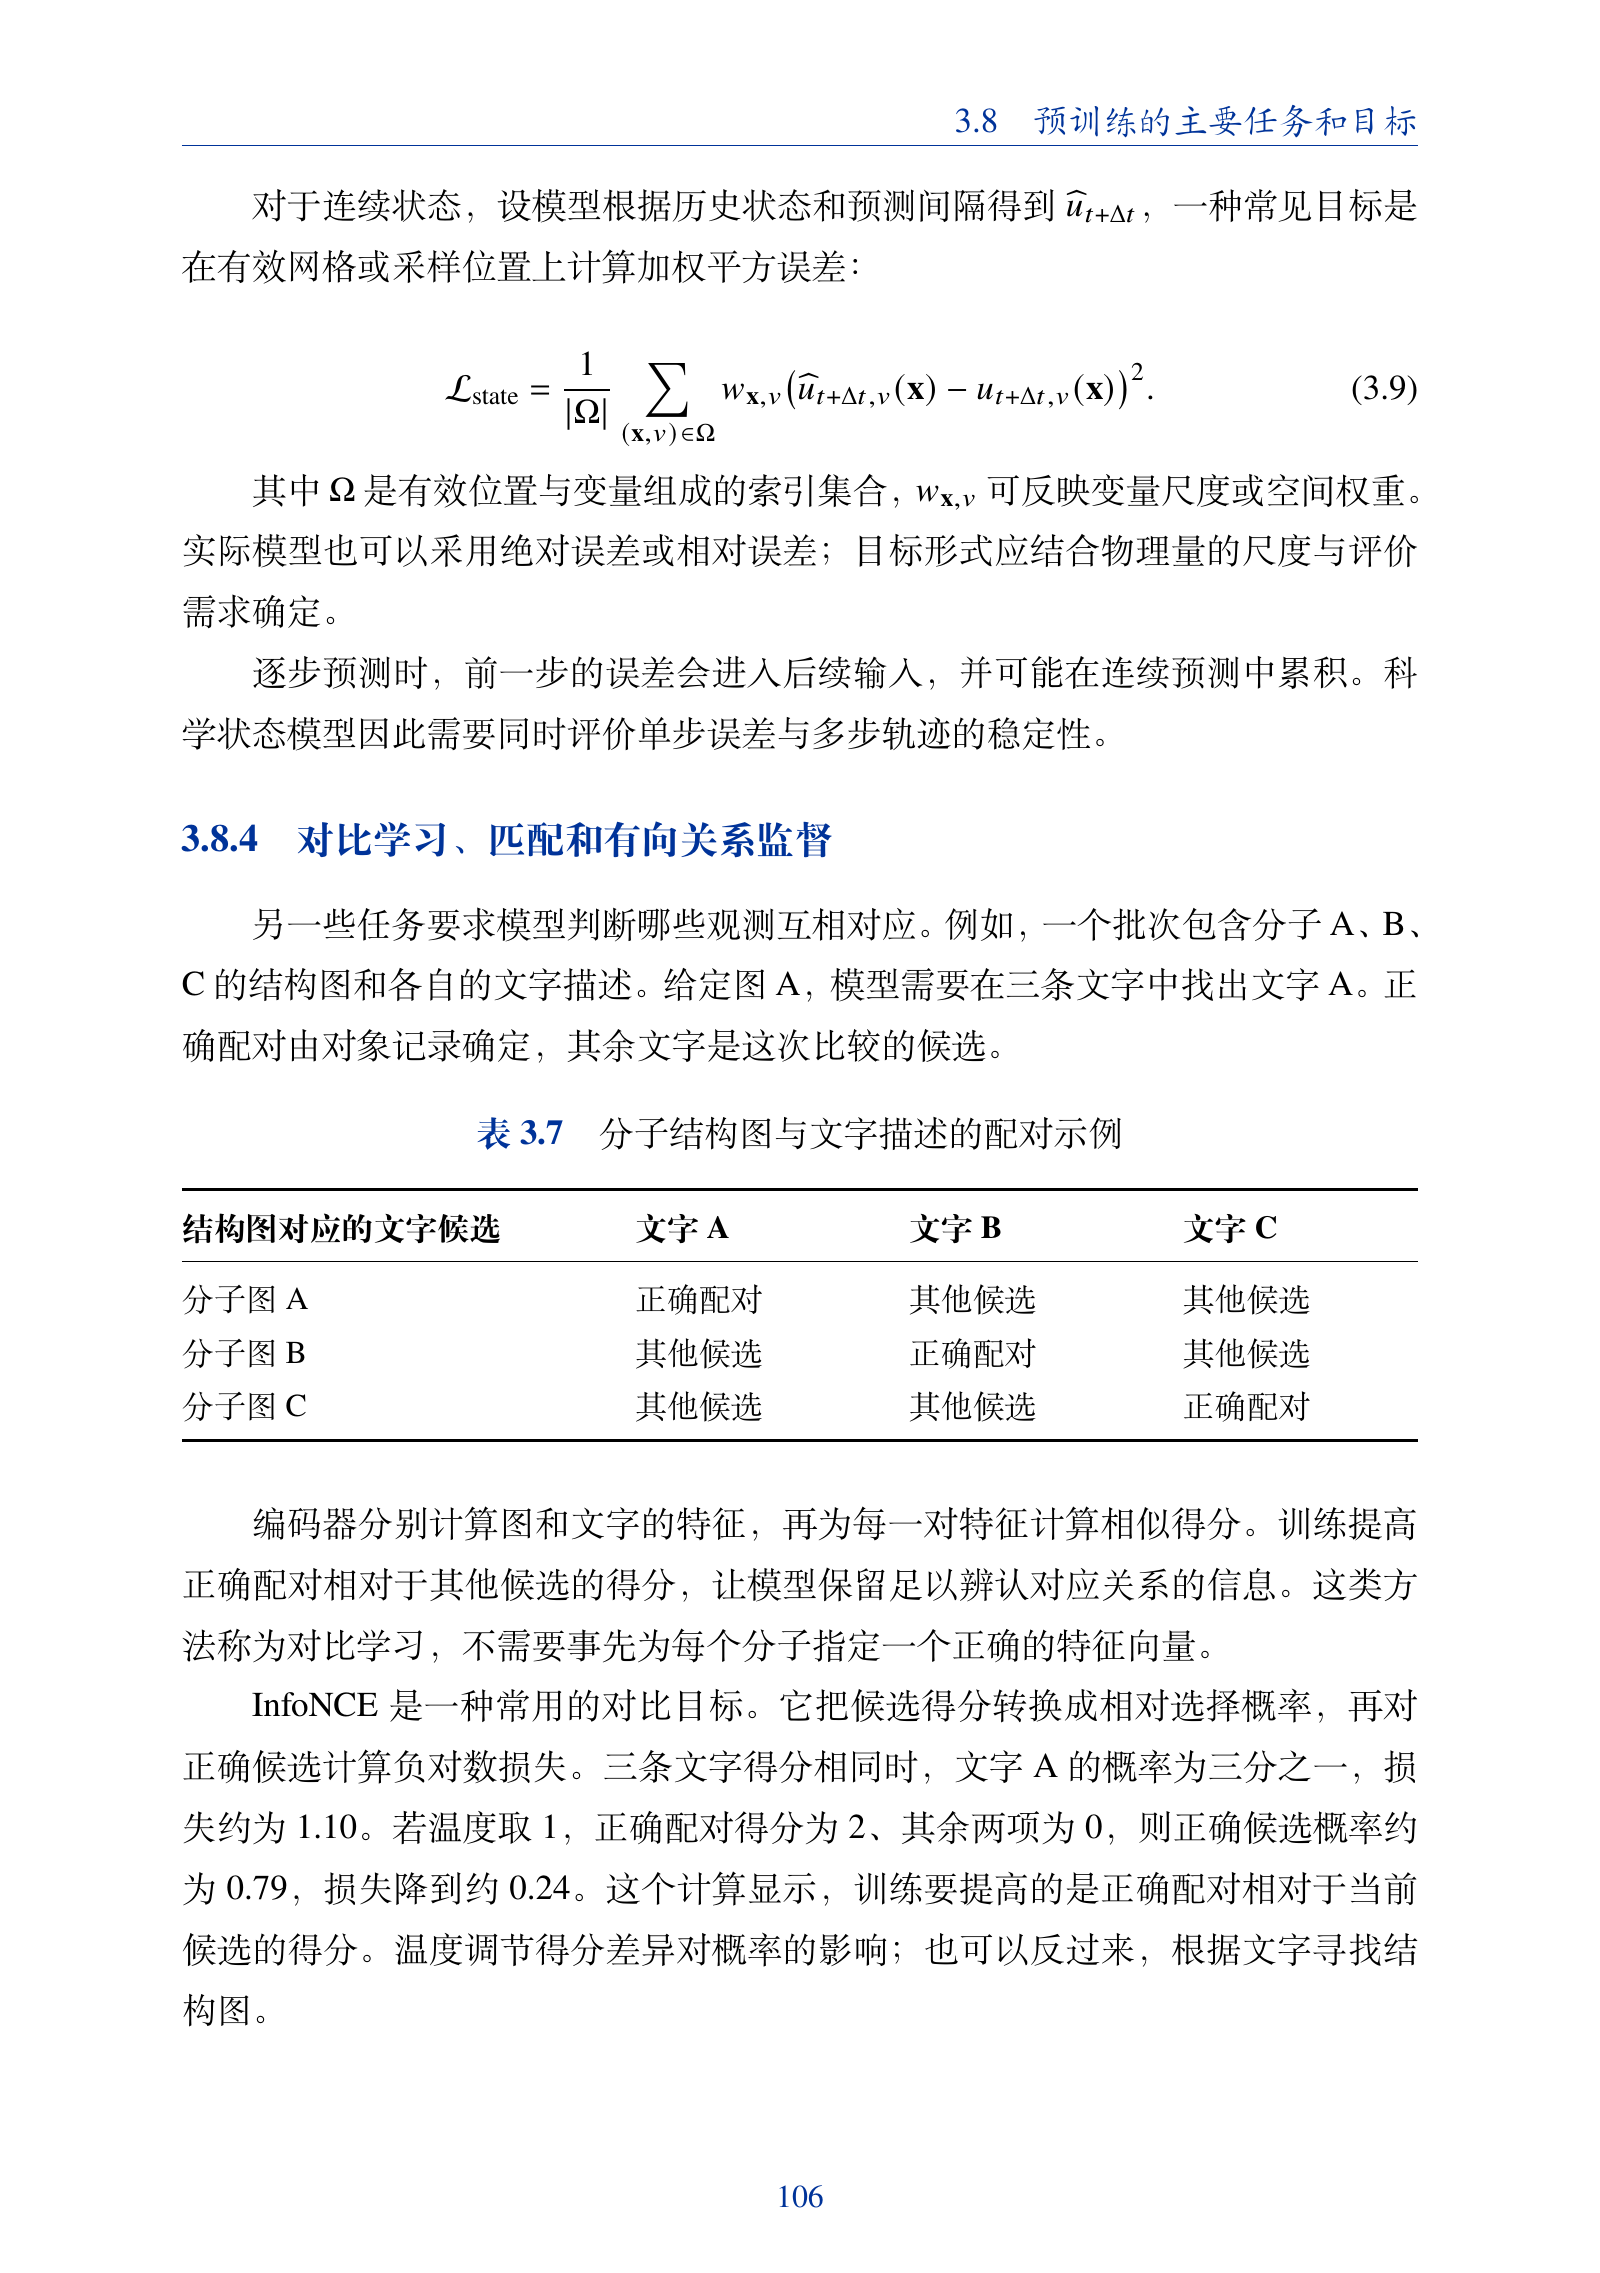 3.8 预训练的主要任务和目标
对于连续状态，设模型根据历史状态和预测间隔得到 $\widehat{u}_{t+\Delta t}$，一种常见目标是
在有效网格或采样位置上计算加权平方误差：
$\mathcal{L}_{\text{state}} = \frac{1}{|\Omega|} \sum_{(\mathbf{x},v)\in\Omega} w_{\mathbf{x},v} \left(\widehat{u}_{t+\Delta t,v}(\mathbf{x}) - u_{t+\Delta t,v}(\mathbf{x})\right)^2.$ (3.9)
其中 Ω 是有效位置与变量组成的索引集合，$w_{\mathbf{x},v}$ 可反映变量尺度或空间权重。
实际模型也可以采用绝对误差或相对误差；目标形式应结合物理量的尺度与评价
需求确定。
逐步预测时，前一步的误差会进入后续输入，并可能在连续预测中累积。科
学状态模型因此需要同时评价单步误差与多步轨迹的稳定性。
3.8.4 对比学习、匹配和有向关系监督
另一些任务要求模型判断哪些观测互相对应。例如，一个批次包含分子 A、B、
C 的结构图和各自的文字描述。给定图 A，模型需要在三条文字中找出文字 A。正
确配对由对象记录确定，其余文字是这次比较的候选。
表 3.7 分子结构图与文字描述的配对示例
结构图对应的文字候选 文字 A 文字 B 文字 C
分子图 A 正确配对 其他候选 其他候选
分子图 B 其他候选 正确配对 其他候选
分子图 C 其他候选 其他候选 正确配对
编码器分别计算图和文字的特征，再为每一对特征计算相似得分。训练提高
正确配对相对于其他候选的得分，让模型保留足以辨认对应关系的信息。这类方
法称为对比学习，不需要事先为每个分子指定一个正确的特征向量。
InfoNCE 是一种常用的对比目标。它把候选得分转换成相对选择概率，再对
正确候选计算负对数损失。三条文字得分相同时，文字 A 的概率为三分之一，损
失约为 1.10。若温度取 1，正确配对得分为 2、其余两项为 0，则正确候选概率约
为 0.79，损失降到约 0.24。这个计算显示，训练要提高的是正确配对相对于当前
候选的得分。温度调节得分差异对概率的影响；也可以反过来，根据文字寻找结
构图。
106